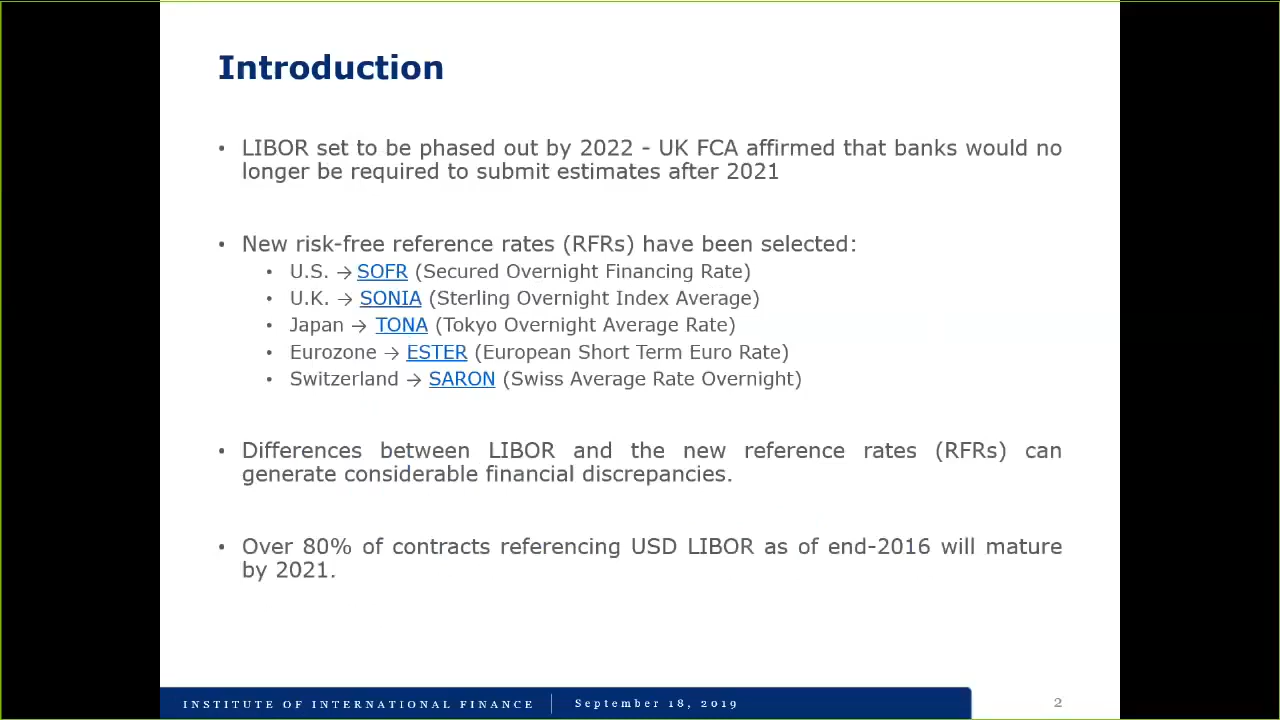 Introduction
• LIBOR set to be phased out by 2022 - UK FCA affirmed that banks would no
longer be required to submit estimates after 2021
• New risk-free reference rates (RFRs) have been selected:
• U.S. → SOFR (Secured Overnight Financing Rate)
• U.K. → SONIA (Sterling Overnight Index Average)
• Japan → TONA (Tokyo Overnight Average Rate)
• Eurozone → ESTER (European Short Term Euro Rate)
• Switzerland → SARON (Swiss Average Rate Overnight)
• Differences between LIBOR and the new reference rates (RFRs) can
generate considerable financial discrepancies.
• Over 80% of contracts referencing USD LIBOR as of end-2016 will mature
by 2021.
INSTITUTE OF INTERNATIONAL FINANCE | September 18, 2019 2